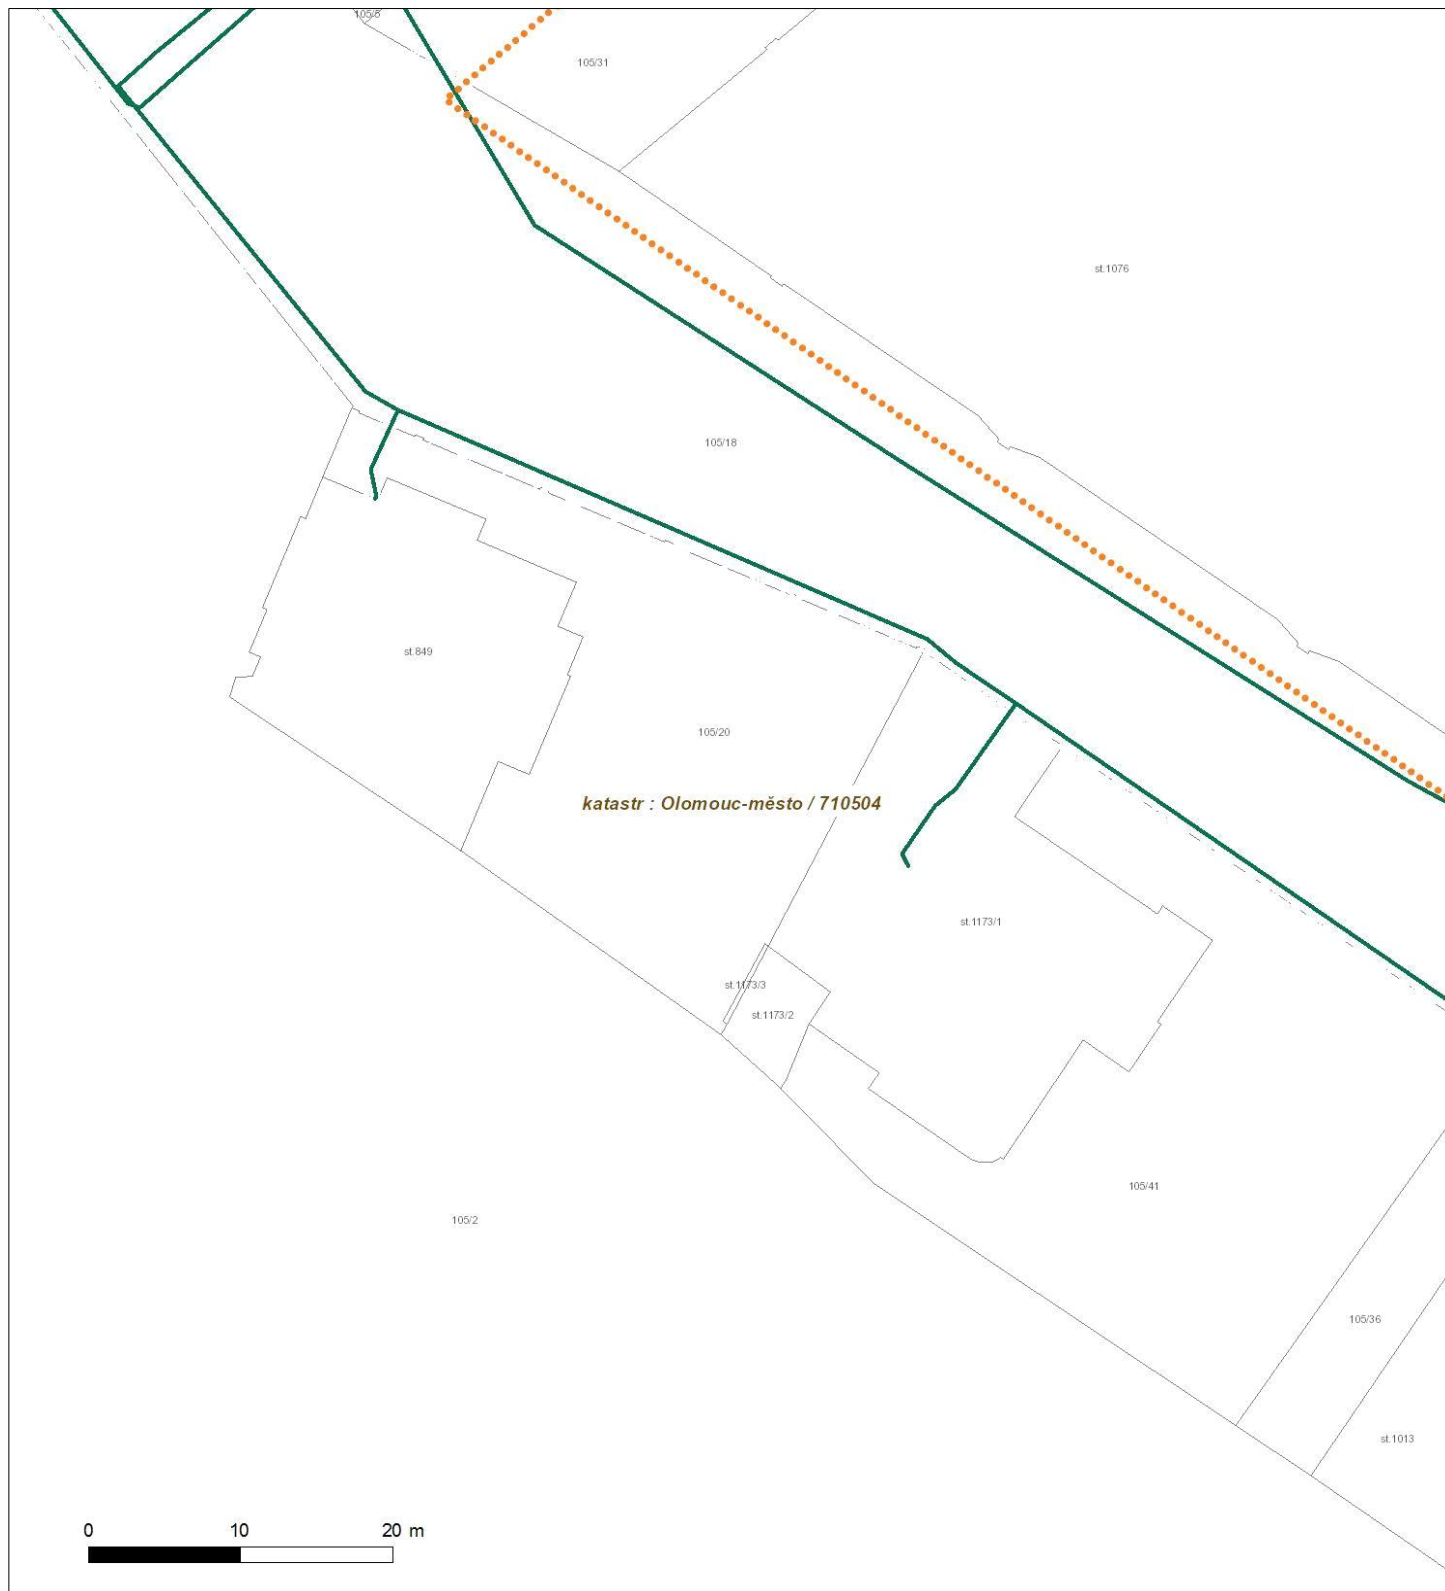 105/5
105/31
st.1076
105/18
st.849
105/20
katastr : Olomouc-město / 710504
st.1173/1
st.1173/3
st.1173/2
105/41
105/2
105/36
st.1013
0 10 20 m